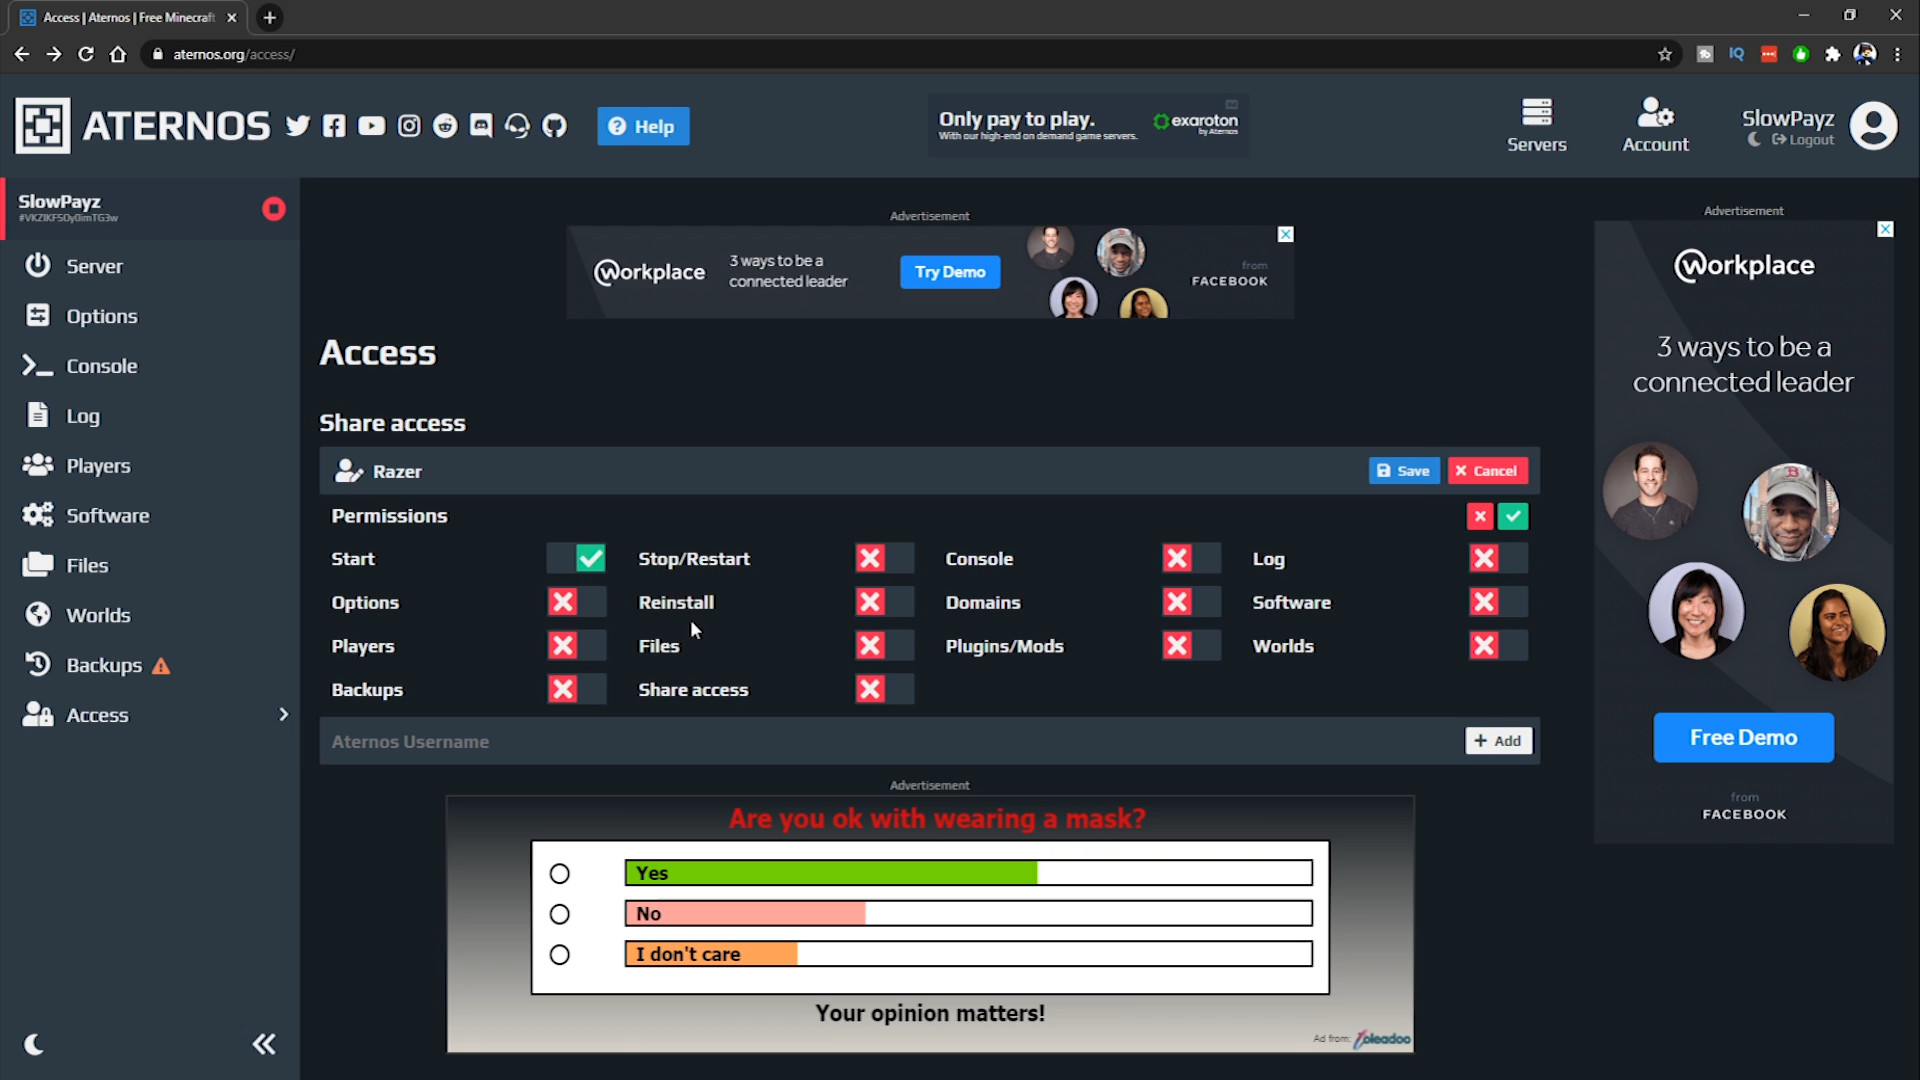 Access | Aternos | Free Minecraft
aternos.org/access/
IQ
ATERNOS
Help
Only pay to play.
With our high-end on demand game servers.
exaroton
by Aternos
Ad
Servers
Account
SlowPayz
Logout
SlowPayz
Server
Options
Console
Log
Players
Software
Files
Worlds
Backups
Access
Advertisement
Workplace
3 ways to be a
connected leader
Try Demo
from
FACEBOOK
Access
Share access
Razer
Save
Cancel
Permissions
Start
Stop/Restart
Console
Log
Options
Reinstall
Domains
Software
Players
Files
Plugins/Mods
Worlds
Backups
Share access
Aternos Username
+ Add
Advertisement
Are you ok with wearing a mask?
Yes
No
I don't care
Your opinion matters!
Ad from:
Advertisement
Workplace
3 ways to be a
connected leader
B
Free Demo
from
FACEBOOK